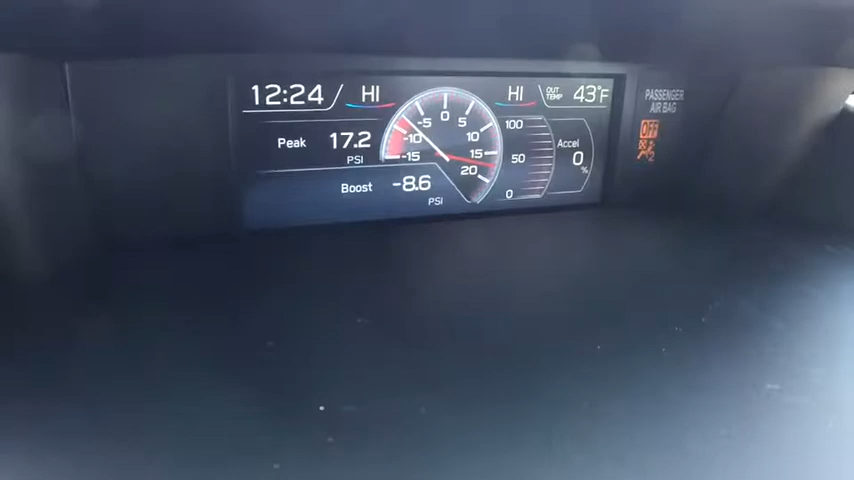 12:24
HI
HI
OUT TEMP
43°F
PASSENGER
AIR BAG
OFF
2
Peak
17.2
PSI
Boost
-8.6
PSI
-15
-10
-5
0
5
10
15
20
100
50
0
Accel
0
%